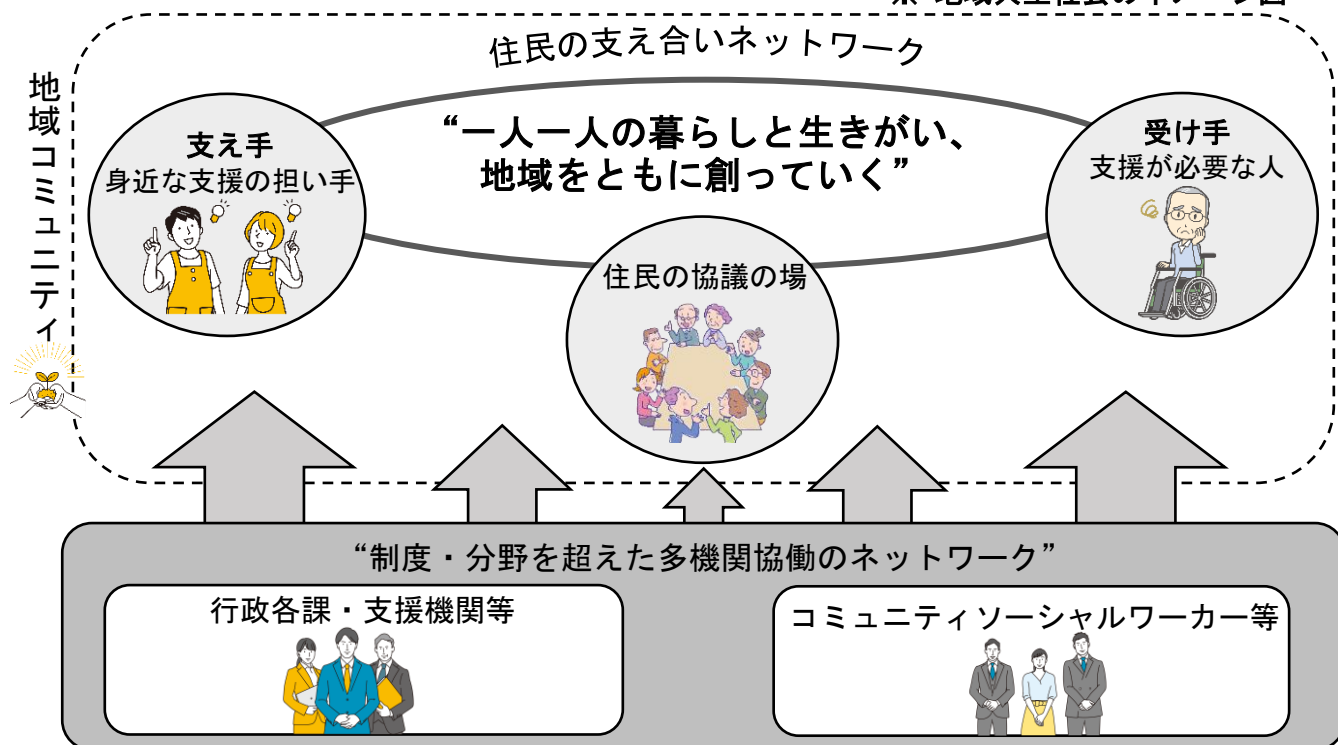 住民の支え合いネットワーク
地域コミュニティ
“一人一人の暮らしと生きがい、
地域をともに創っていく”
支え手
身近な支援の担い手
受け手
支援が必要な人
住民の協議の場
“制度・分野を超えた多機関協働のネットワーク”
行政各課・支援機関等
コミュニティソーシャルワーカー等